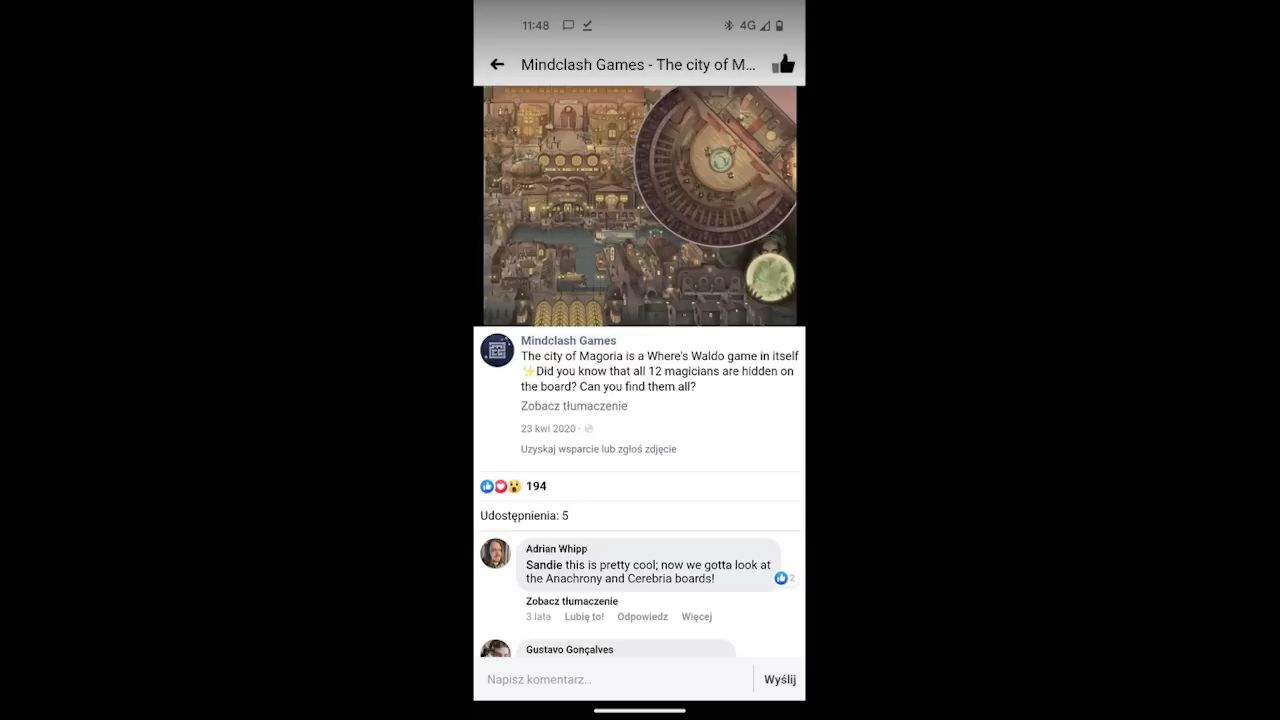 11:48
4G
Mindclash Games - The city of M...
Mindclash Games
The city of Magoria is a Where's Waldo game in itself
✨Did you know that all 12 magicians are hidden on
the board? Can you find them all?
Zobacz tłumaczenie
23 kwi 2020 ·
Uzyskaj wsparcie lub zgłoś zdjęcie
194
Udostępnienia: 5
Adrian Whipp
Sandie this is pretty cool; now we gotta look at
the Anachrony and Cerebria boards!
2
Zobacz tłumaczenie
3 lata Lubię to! Odpowiedz Więcej
Gustavo Gonçalves
Napisz komentarz... Wyślij